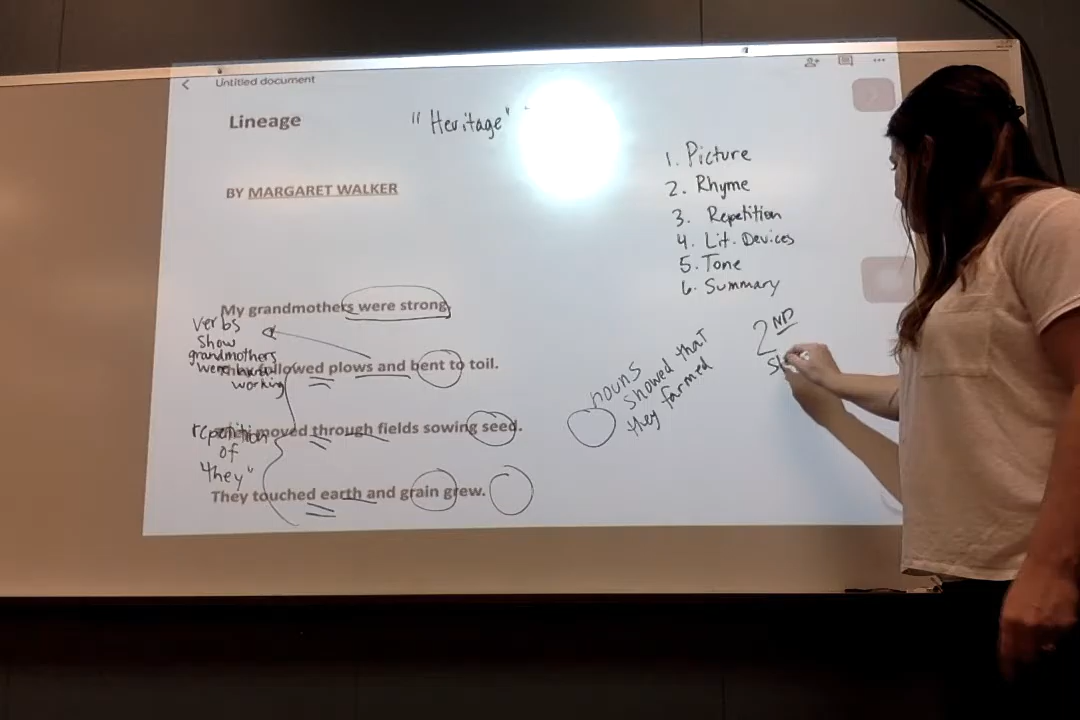 Untitled document
Lineage
"Heritage"
BY MARGARET WALKER
1. Picture
2. Rhyme
3. Repetition
4. Lit. Devices
5. Tone
6. Summary
My grandmothers were strong.
verbs
show
grandmothers
were
working
followed plows and bent to toil.
repetition
of
"they"
moved through fields sowing seed.
They touched earth and grain grew.
nouns
showed that
they farmed
2ND